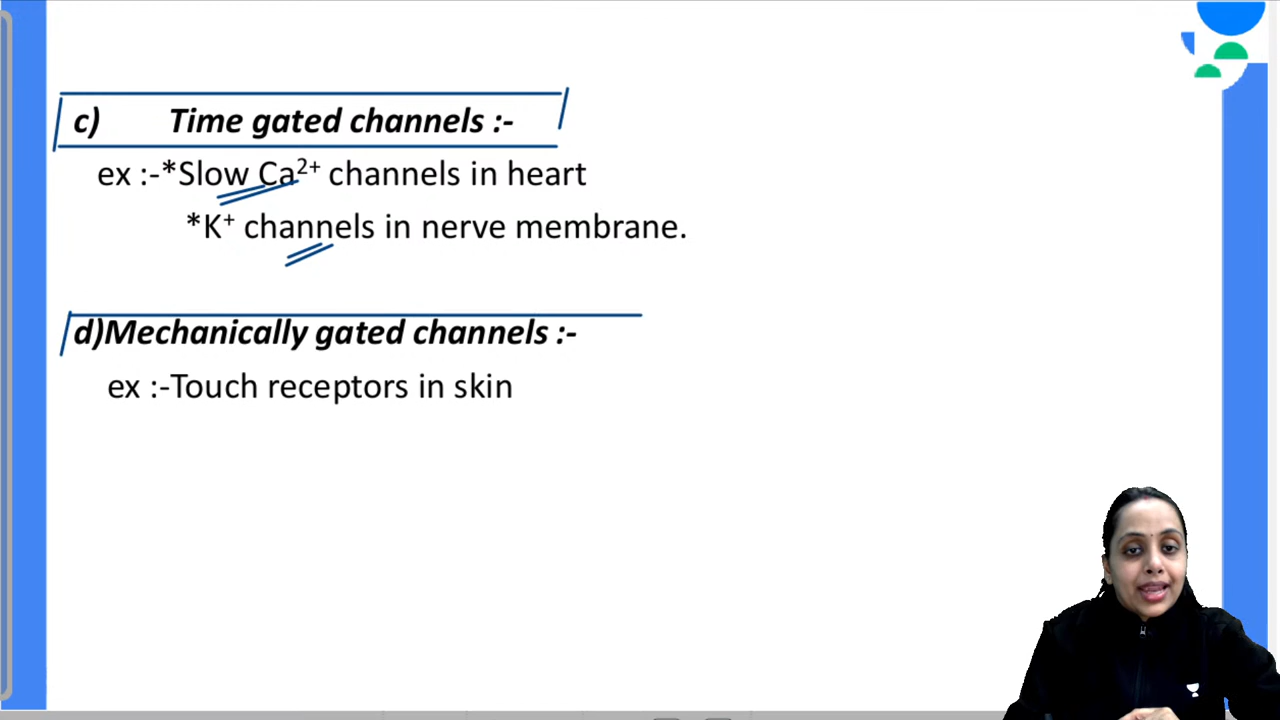 c) Time gated channels :-
ex :-*Slow Ca²⁺ channels in heart
*K⁺ channels in nerve membrane.
d)Mechanically gated channels :-
ex :-Touch receptors in skin